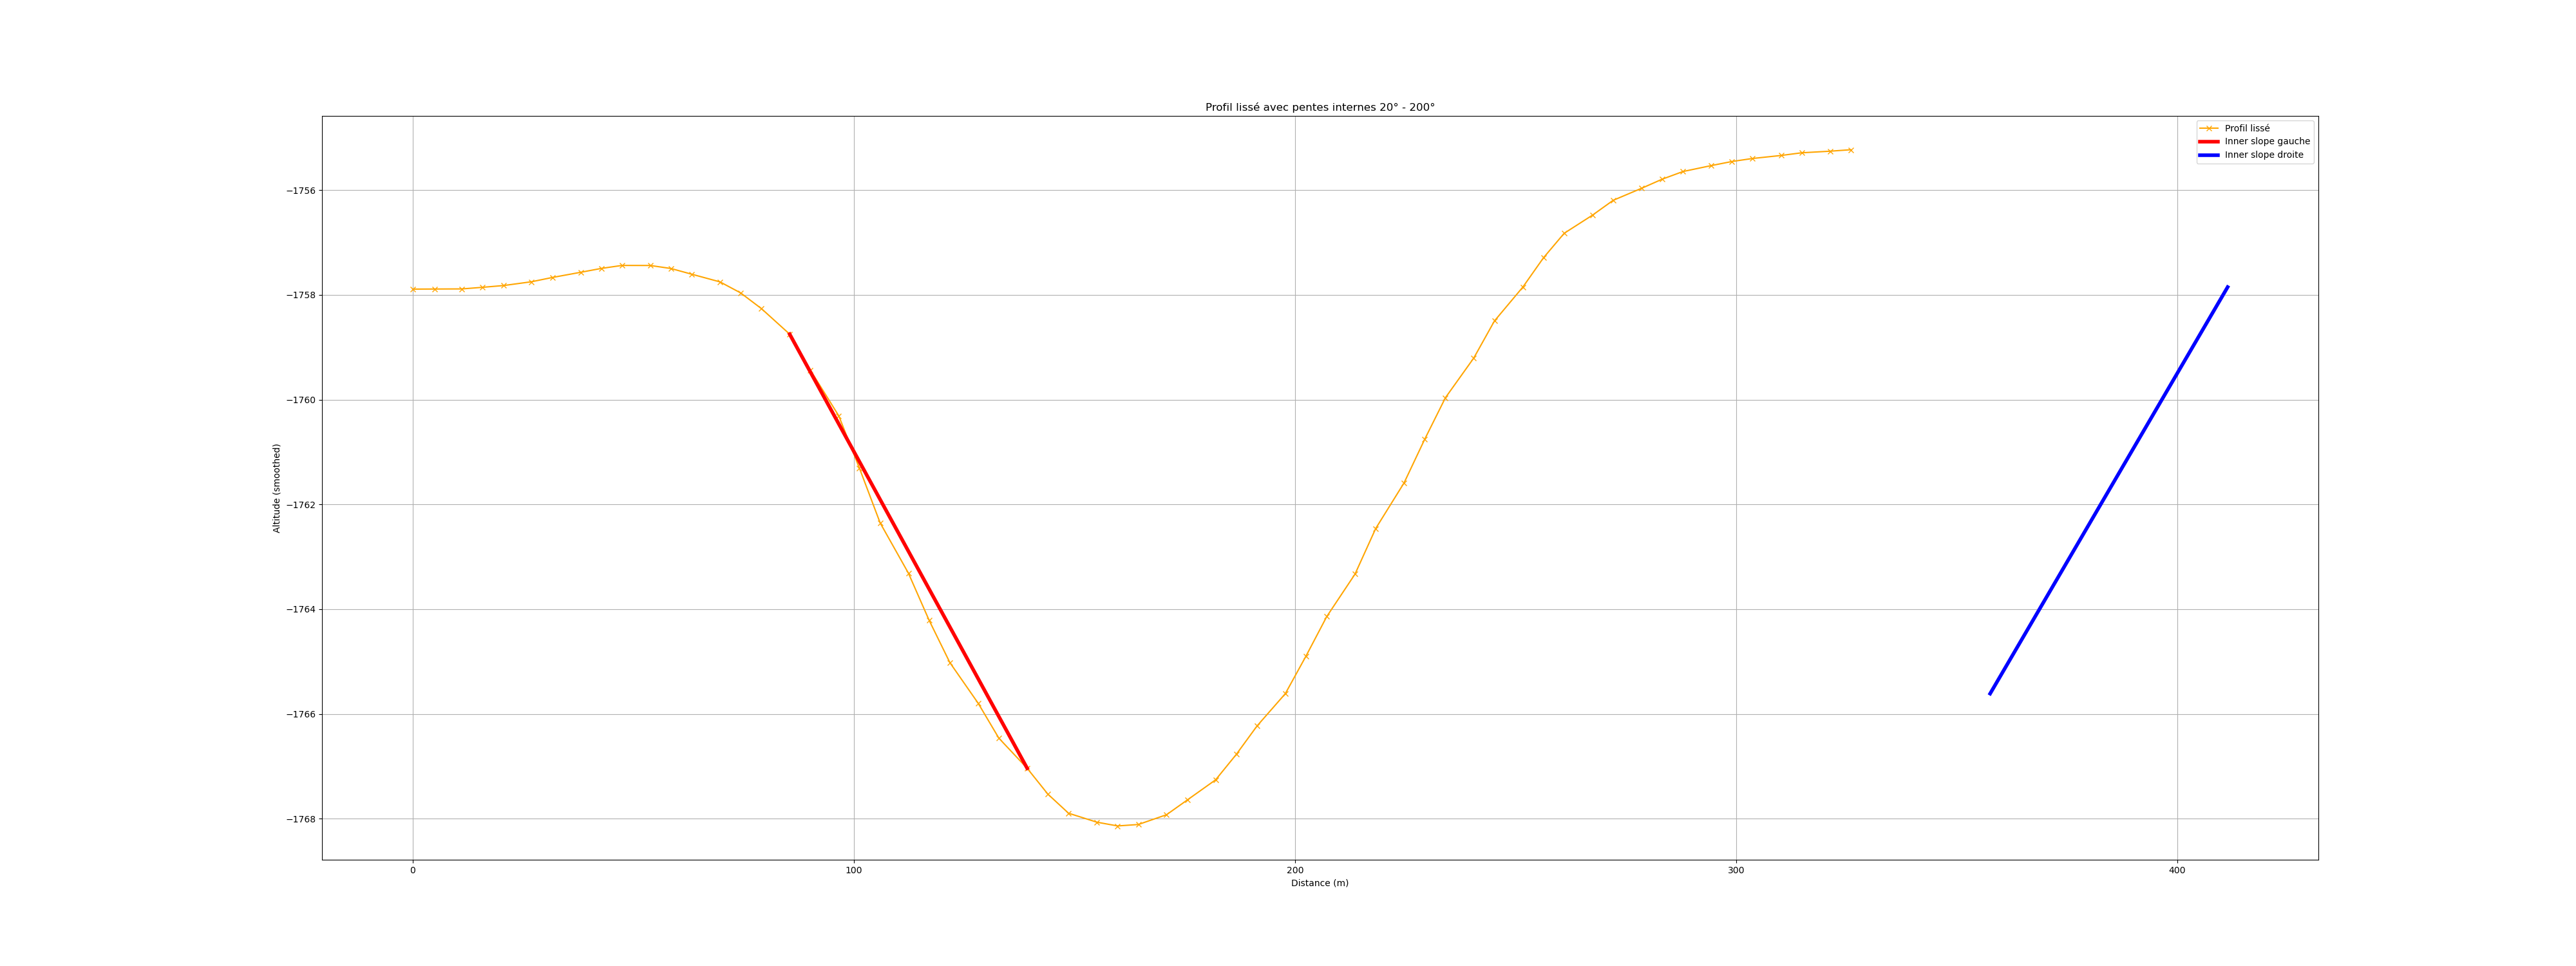 Profil lissé avec pentes internes 20° - 200°
Profil lissé
Inner slope gauche
Inner slope droite
Altitude (smoothed)
−1756
−1758
−1760
−1762
−1764
−1766
−1768
0
100
200
300
400
Distance (m)